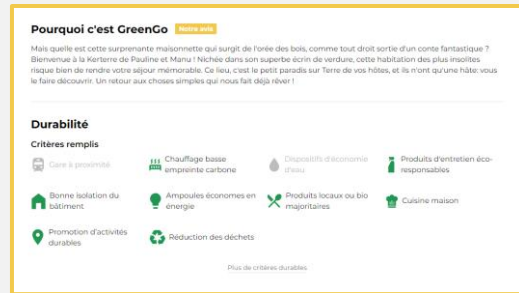 Pourquoi c'est GreenGo Notre avis
Mais quelle est cette surprenante maisonnette qui surgit de l'orée des bois, comme tout droit sortie d'un conte fantastique ?
Bienvenue à la Kerterre de Pauline et Manu ! Nichée dans son superbe écrin de verdure, cette habitation des plus insolites
risque bien de rendre votre séjour mémorable. Ce lieu, c'est le petit paradis sur Terre de vos hôtes, et ils n'ont qu'une hâte: vous
le faire découvrir. Un retour aux choses simples qui nous fait déjà rêver !
Durabilité
Critères remplis
Gare à proximité
Chauffage basse
empreinte carbone
Dispositifs d'économie
d'eau
Produits d'entretien éco-
responsables
Bonne isolation du
bâtiment
Ampoules économes en
énergie
Produits locaux ou bio
majoritaires
Cuisine maison
Promotion d'activités
durables
Réduction des déchets
Plus de critères durables